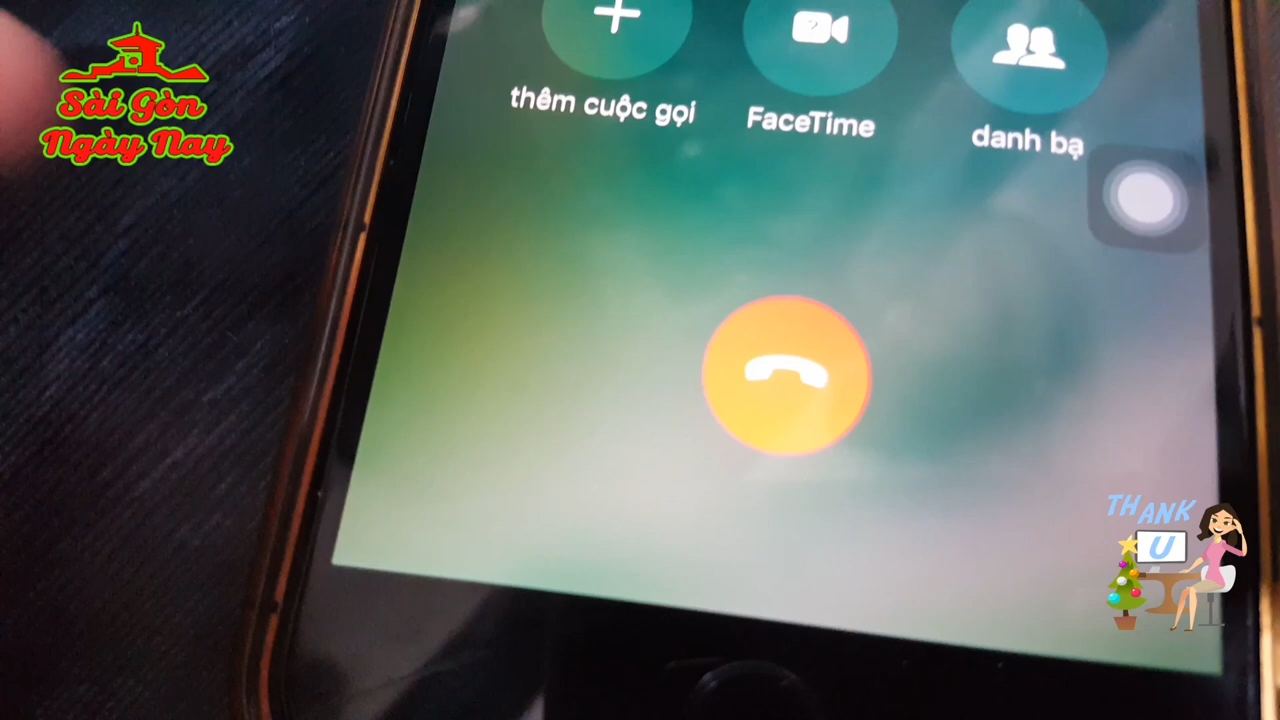 Sài Gòn
Ngày Nay
thêm cuộc gọi
FaceTime
danh bạ
THANK
U